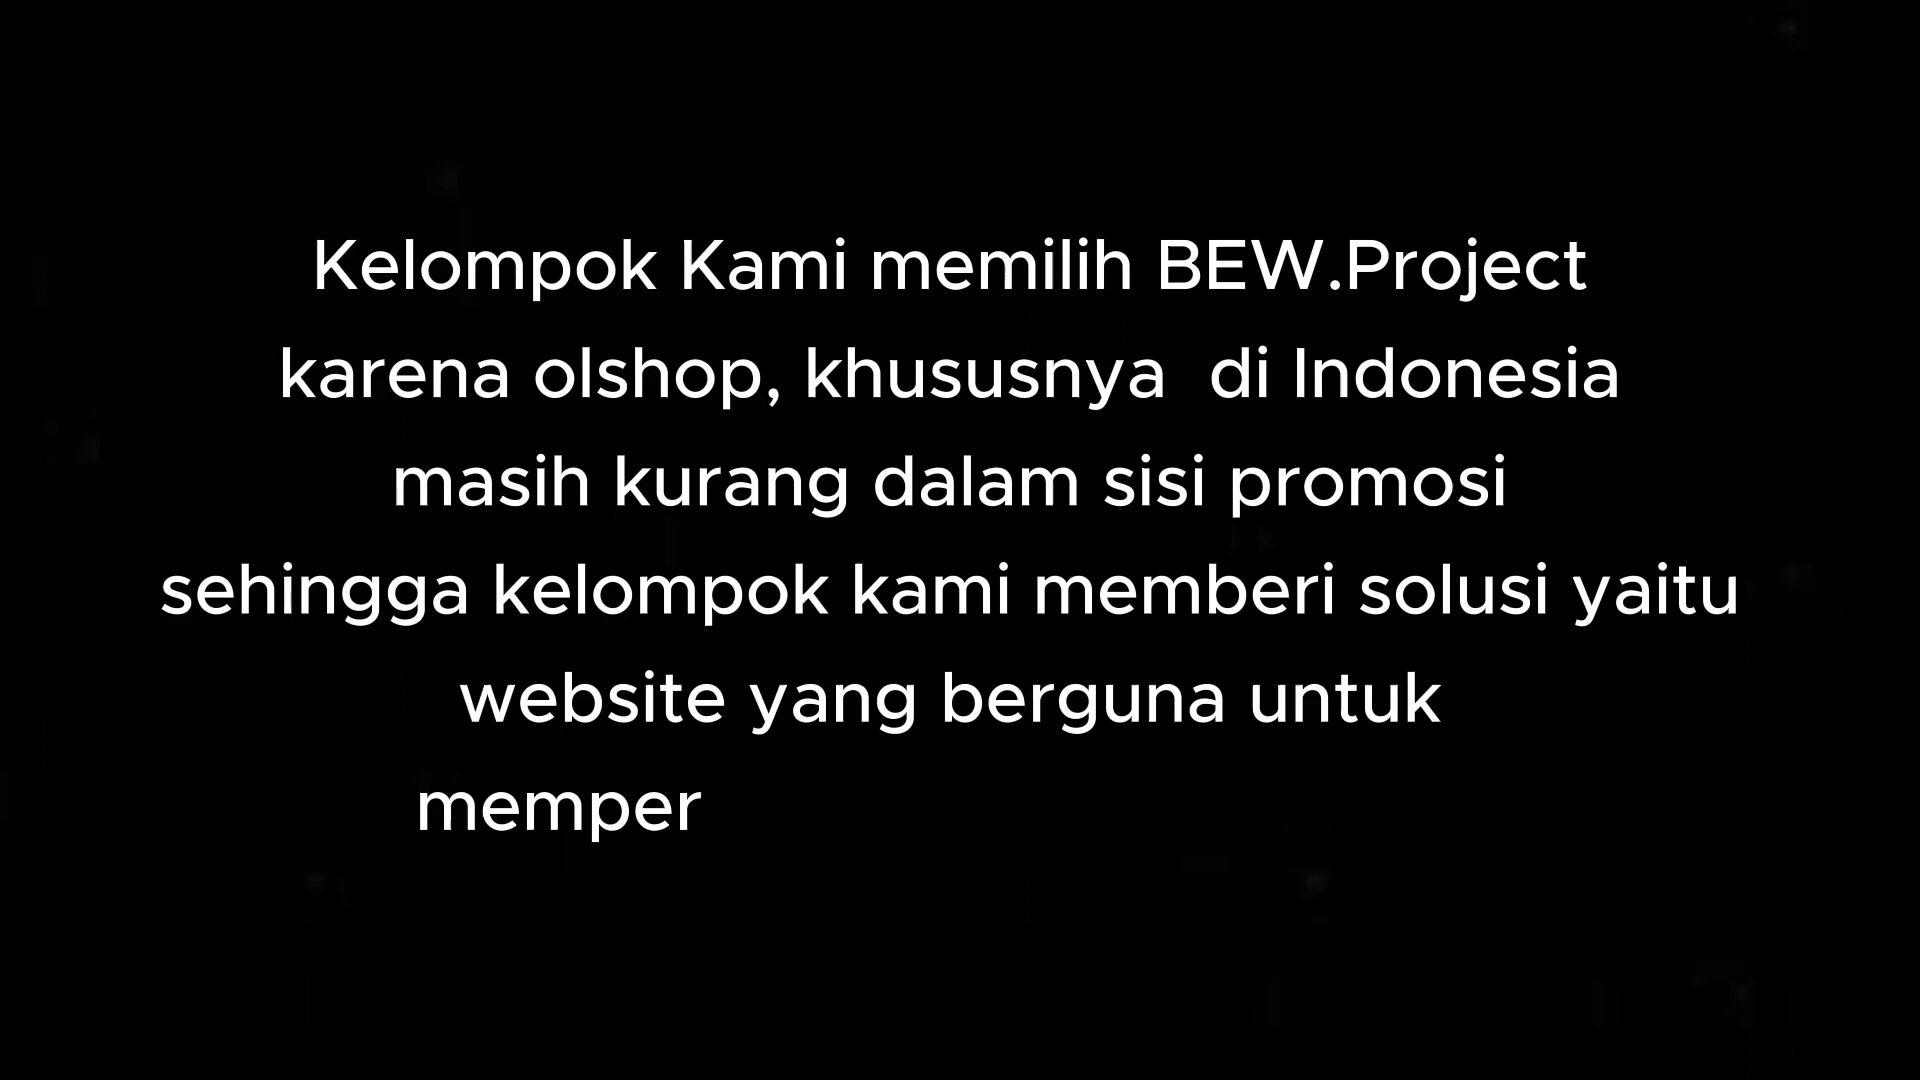 Kelompok Kami memilih BEW.Project
karena olshop, khususnya  di Indonesia
masih kurang dalam sisi promosi
sehingga kelompok kami memberi solusi yaitu
website yang berguna untuk
memper